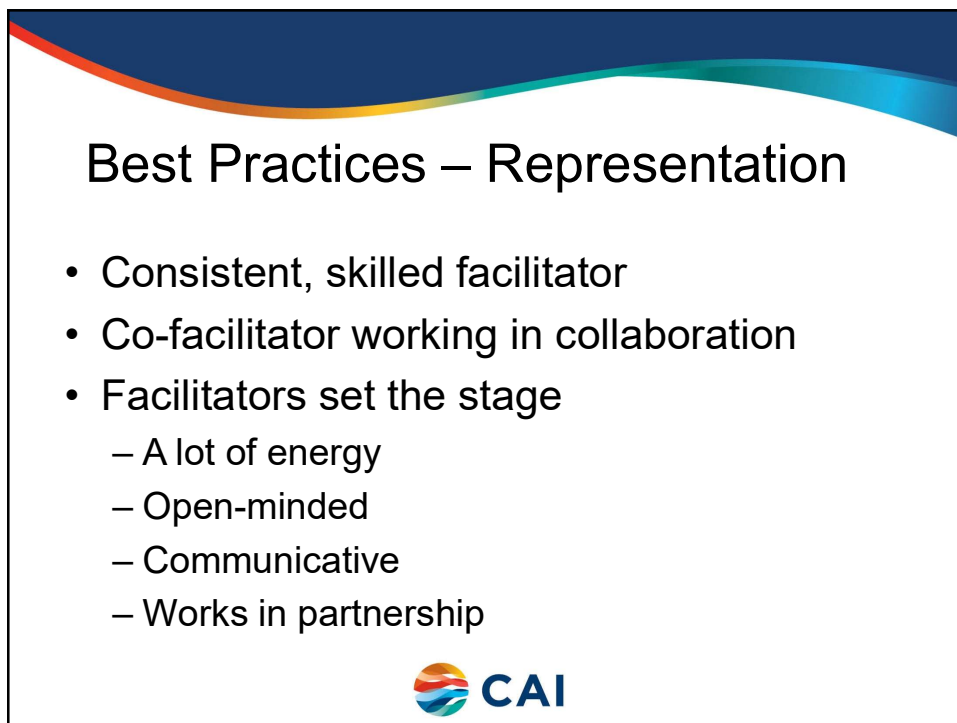 Best Practices – Representation
• Consistent, skilled facilitator
• Co-facilitator working in collaboration
• Facilitators set the stage
– A lot of energy
– Open-minded
– Communicative
– Works in partnership
CAI